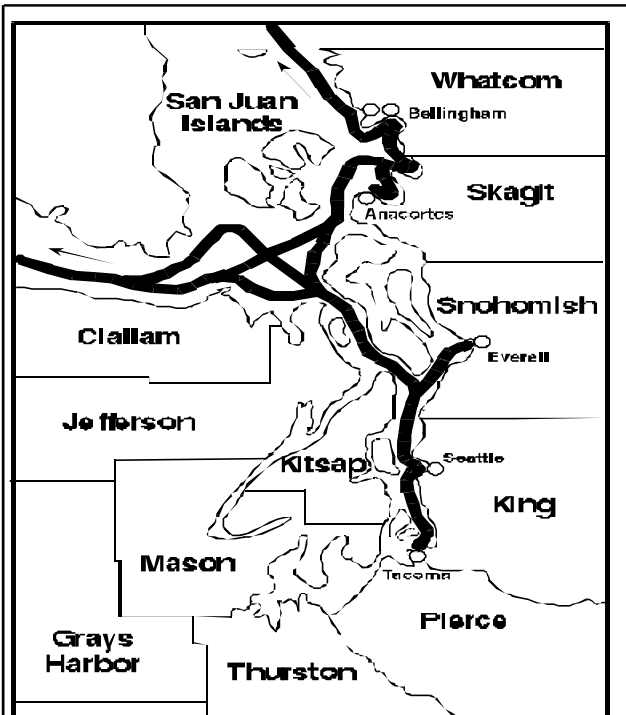 Whatcom
San Juan
Islands
Bellingham
Skagit
Anacortes
Snohomish
Clallam
Everell
Jefferson
Kitsap
Seattle
King
Mason
Tacoma
Pierce
Grays
Harbor
Thurston